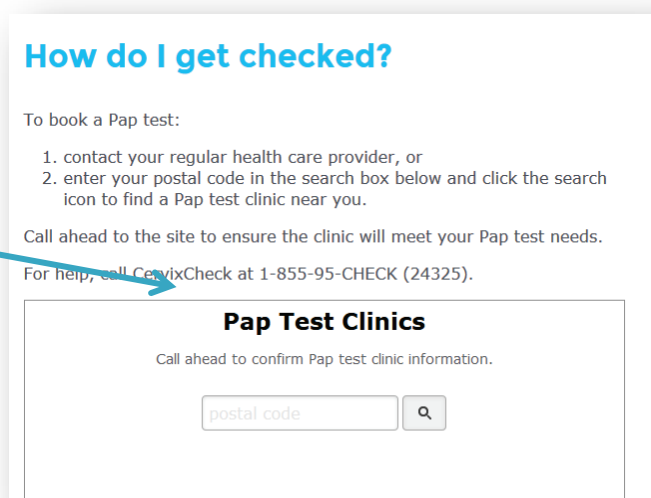 How do I get checked?
To book a Pap test:
1. contact your regular health care provider, or
2. enter your postal code in the search box below and click the search
icon to find a Pap test clinic near you.
Call ahead to the site to ensure the clinic will meet your Pap test needs.
For help, call CervixCheck at 1-855-95-CHECK (24325).
Pap Test Clinics
Call ahead to confirm Pap test clinic information.
postal code